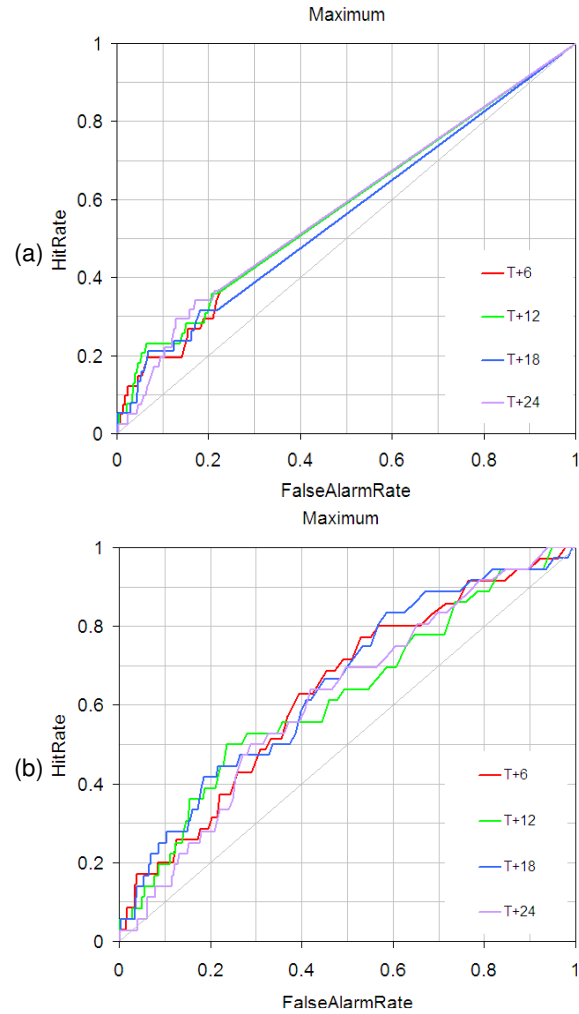 Maximum
1
0.8
0.6
(a)
HitRate
0.4
T+6
T+12
0.2
T+18
T+24
0
0 0.2 0.4 0.6 0.8 1
FalseAlarmRate
Maximum
1
0.8
0.6
(b)
HitRate
0.4
T+6
T+12
0.2
T+18
T+24
0
0 0.2 0.4 0.6 0.8 1
FalseAlarmRate